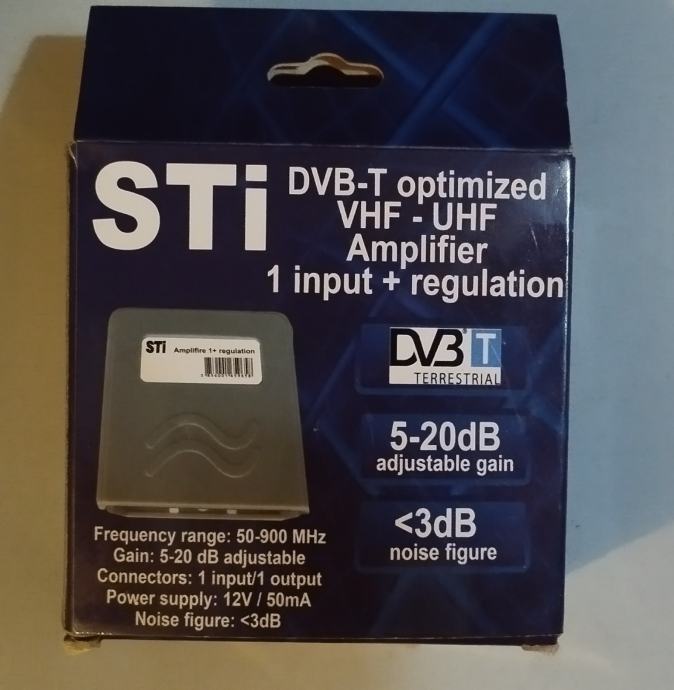 STi
DVB-T optimized
VHF - UHF
Amplifier
1 input + regulation
STi Amplifire 1+ regulation
DVB T
TERRESTRIAL
5-20dB
adjustable gain
<3dB
noise figure
Frequency range: 50-900 MHz
Gain: 5-20 dB adjustable
Connectors: 1 input/1 output
Power supply: 12V / 50mA
Noise figure: <3dB